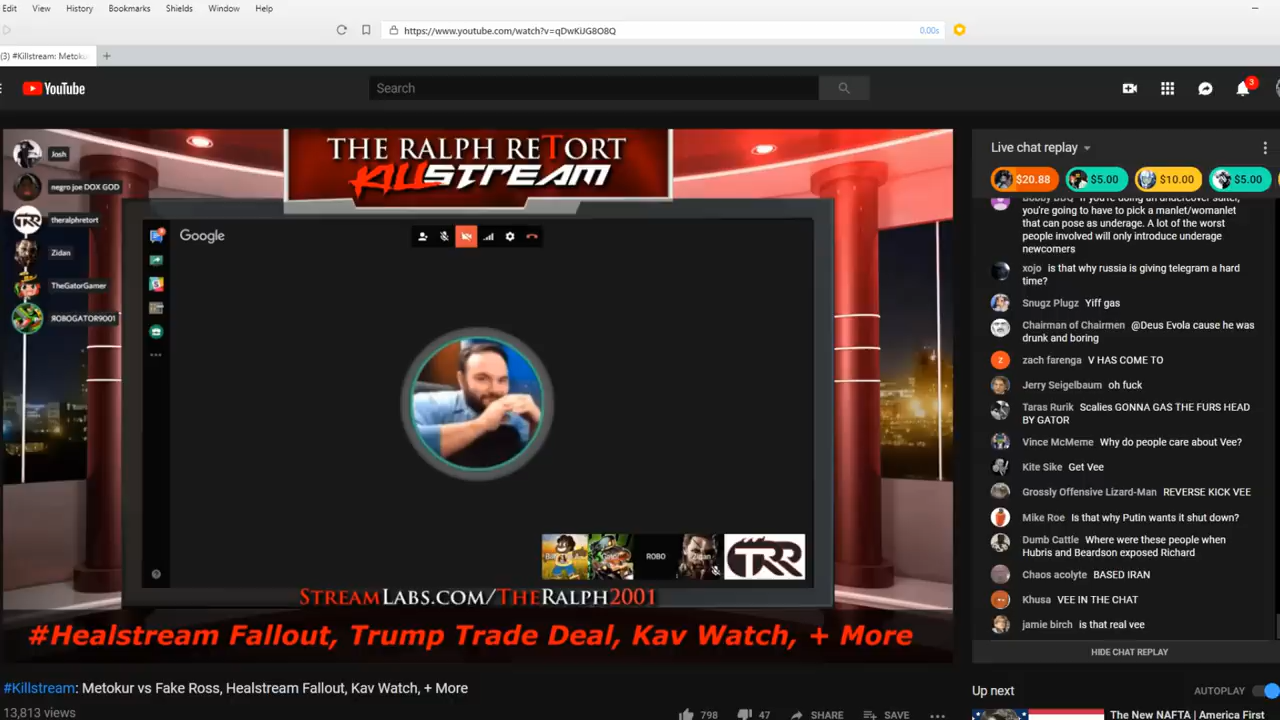 Edit View History Bookmarks Shields Window Help
https://www.youtube.com/watch?v=qDwKiJG8O8Q
0,00s
(3) #Killstream: Metoku
YouTube
Search
3
THE RALPH RETORT
KILLSTREAM
Josh
negro joe DOX GOD
theralphretort
Zidan
TheGatorGamer
ЯOBOGATOR9001
Google
ROBO
Zidan
TRR
STREAMLABS.COM/THERALPH2001
#Healstream Fallout, Trump Trade Deal, Kav Watch, + More
#Killstream: Metokur vs Fake Ross, Healstream Fallout, Kav Watch, + More
13,813 views
798
47
SHARE
SAVE
Live chat replay
$20.88
$5.00
$10.00
$5.00
Bobby BBQ If you're doing an undercover
you're going to have to pick a manlet/womanlet
that can pose as underage. A lot of the worst
people involved will only introduce underage
newcomers
xojo is that why russia is giving telegram a hard
time?
Snugz Plugz Yiff gas
Chairman of Chairmen @Deus Evola cause he was
drunk and boring
zach farenga V HAS COME TO
Jerry Seigelbaum oh fuck
Taras Rurik Scalies GONNA GAS THE FURS HEAD
BY GATOR
Vince McMeme Why do people care about Vee?
Kite Sike Get Vee
Grossly Offensive Lizard-Man REVERSE KICK VEE
Mike Roe Is that why Putin wants it shut down?
Dumb Cattle Where were these people when
Hubris and Beardson exposed Richard
Chaos acolyte BASED IRAN
Khusa VEE IN THE CHAT
jamie birch is that real vee
HIDE CHAT REPLAY
Up next
AUTOPLAY
The New NAFTA | America First